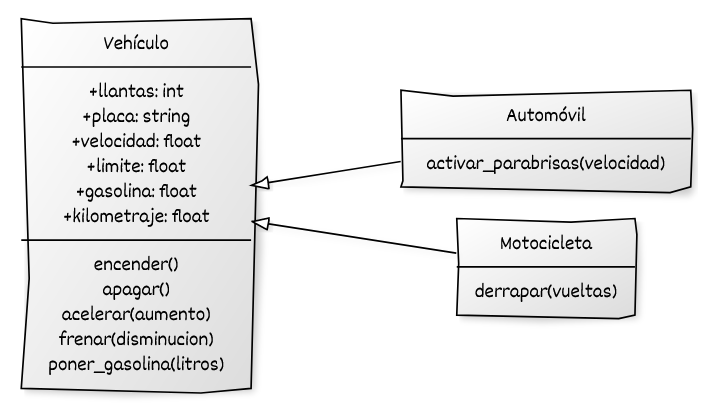 Vehículo
+llantas: int
+placa: string
+velocidad: float
+limite: float
+gasolina: float
+kilometraje: float
encender()
apagar()
acelerar(aumento)
frenar(disminucion)
poner_gasolina(litros)
Automóvil
activar_parabrisas(velocidad)
Motocicleta
derrapar(vueltas)